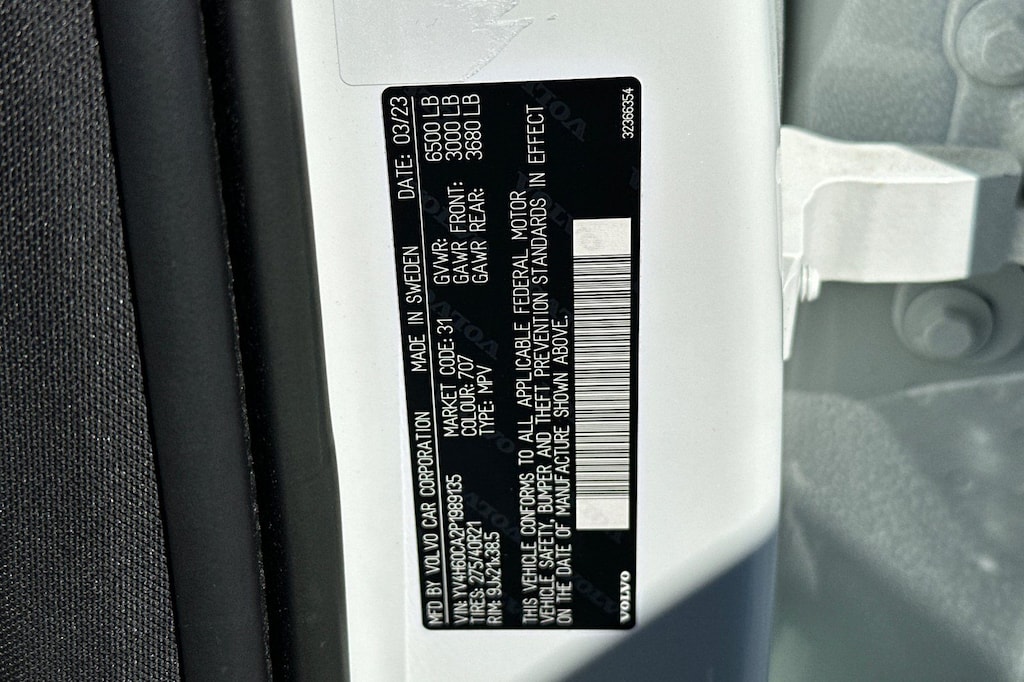 MFD BY VOLVO CAR CORPORATION MADE IN SWEDEN DATE: 03/23
VIN: YV4H60CA2P1989135 MARKET CODE: 31 GVWR: 6500 LB
TIRES: 275/40R21 COLOUR: 707 GAWR FRONT: 3000 LB
RIM: 9Jx21x38.5 TYPE: MPV GAWR REAR: 3680 LB
THIS VEHICLE CONFORMS TO ALL APPLICABLE FEDERAL MOTOR
VEHICLE SAFETY, BUMPER AND THEFT PREVENTION STANDARDS IN EFFECT
ON THE DATE OF MANUFACTURE SHOWN ABOVE.
VOLVO 32366354